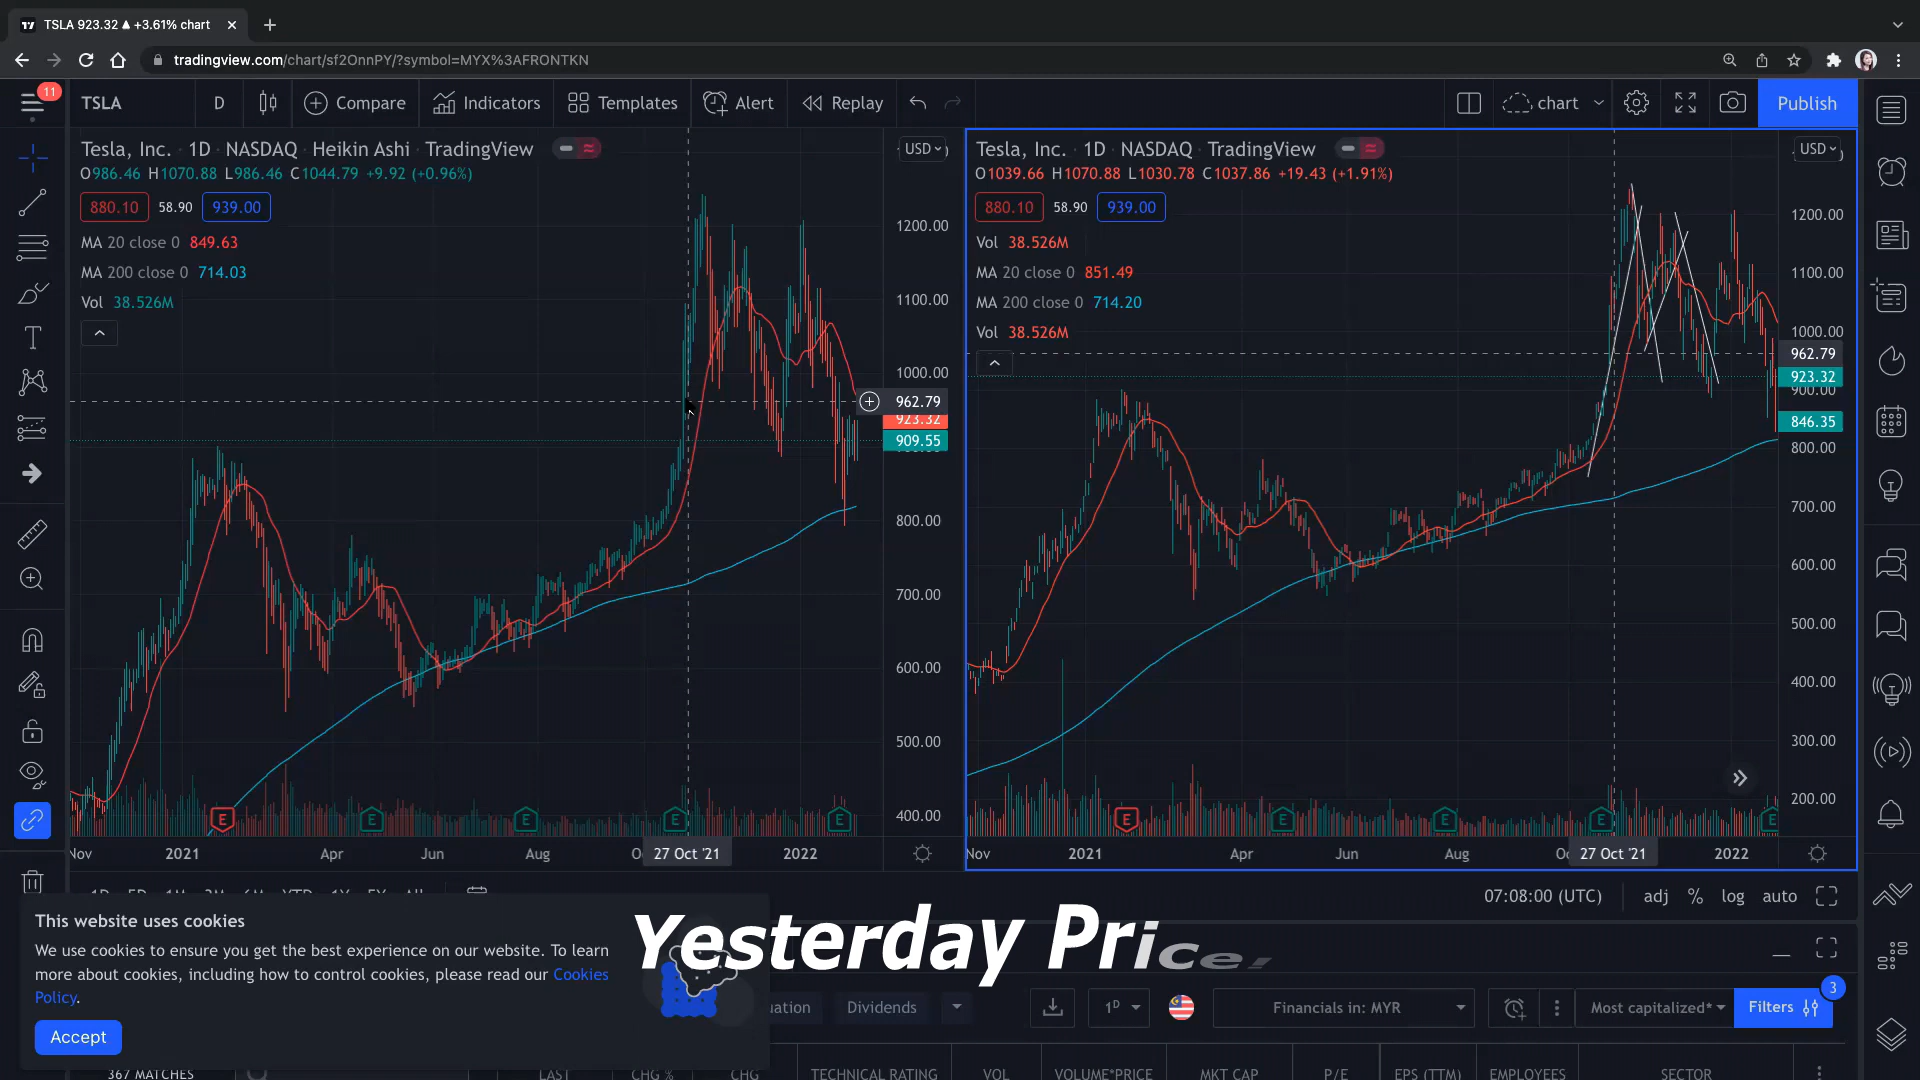 TSLA 923.32 ▲ +3.61% chart
tradingview.com/chart/sf2OnnPY/?symbol=MYX%3AFRONTKN
11
TSLA D Compare Indicators Templates Alert Replay chart Publish
Tesla, Inc. · 1D · NASDAQ · Heikin Ashi · TradingView
USD
O986.46 H1070.88 L986.46 C1044.79 +9.92 (+0.96%)
880.10 58.90 939.00
MA 20 close 0 849.63
MA 200 close 0 714.03
Vol 38.526M
1200.00
1100.00
1000.00
962.79
923.32
909.55
800.00
700.00
600.00
500.00
400.00
E E E E E
Nov 2021 Apr Jun Aug 27 Oct '21 2022
Tesla, Inc. · 1D · NASDAQ · TradingView
USD
O1039.66 H1070.88 L1030.78 C1037.86 +19.43 (+1.91%)
880.10 58.90 939.00
Vol 38.526M
MA 20 close 0 851.49
MA 200 close 0 714.20
Vol 38.526M
1200.00
1100.00
1000.00
962.79
923.32
900.00
846.35
800.00
700.00
600.00
500.00
400.00
300.00
200.00
E E E E E
Nov 2021 Apr Jun Aug 27 Oct '21 2022
07:08:00 (UTC) adj % log auto
This website uses cookies
We use cookies to ensure you get the best experience on our website. To learn
more about cookies, including how to control cookies, please read our Cookies
Policy.
Accept
Yesterday Price,
Dividends 1D Financials in: MYR Most capitalized* Filters 3
367 MATCHES LAST CHG % CHG TECHNICAL RATING VOL VOLUME*PRICE MKT CAP P/E EPS (TTM) EMPLOYEES SECTOR